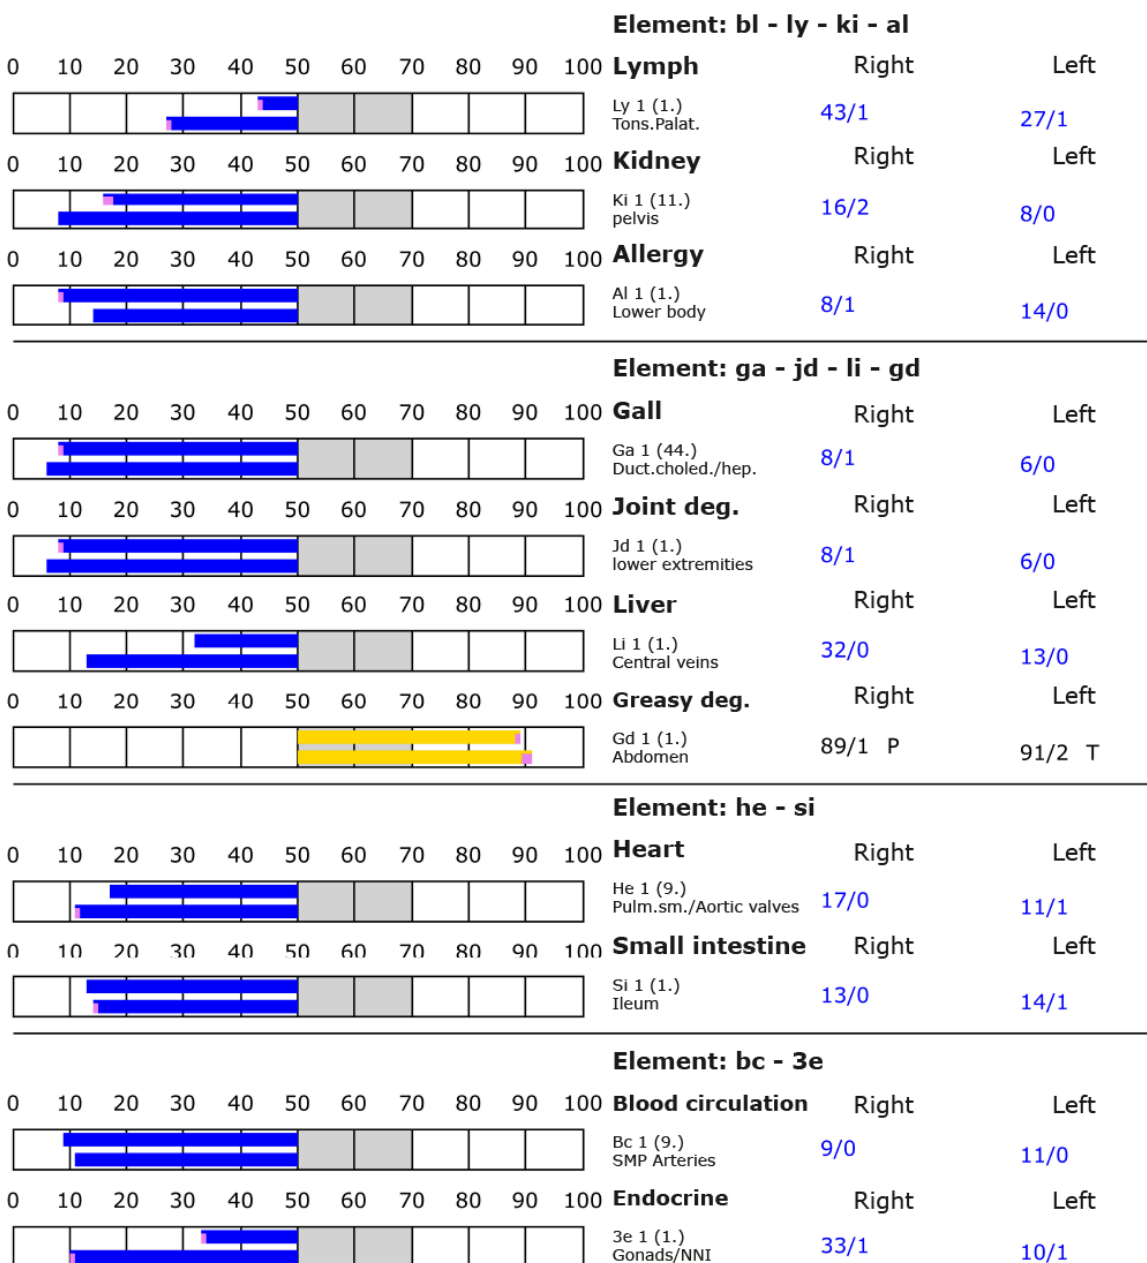 Element: bl - ly - ki - al
0 10 20 30 40 50 60 70 80 90 100 Lymph Right Left
Ly 1 (1.) 43/1 27/1
Tons.Palat.
0 10 20 30 40 50 60 70 80 90 100 Kidney Right Left
Ki 1 (11.) 16/2 8/0
pelvis
0 10 20 30 40 50 60 70 80 90 100 Allergy Right Left
Al 1 (1.) 8/1 14/0
Lower body
Element: ga - jd - li - gd
0 10 20 30 40 50 60 70 80 90 100 Gall Right Left
Ga 1 (44.) 8/1 6/0
Duct.choled./hep.
0 10 20 30 40 50 60 70 80 90 100 Joint deg. Right Left
Jd 1 (1.) 8/1 6/0
lower extremities
0 10 20 30 40 50 60 70 80 90 100 Liver Right Left
Li 1 (1.) 32/0 13/0
Central veins
0 10 20 30 40 50 60 70 80 90 100 Greasy deg. Right Left
Gd 1 (1.) 89/1 P 91/2 T
Abdomen
Element: he - si
0 10 20 30 40 50 60 70 80 90 100 Heart Right Left
He 1 (9.) 17/0 11/1
Pulm.sm./Aortic valves
0 10 20 30 40 50 60 70 80 90 100 Small intestine Right Left
Si 1 (1.) 13/0 14/1
Ileum
Element: bc - 3e
0 10 20 30 40 50 60 70 80 90 100 Blood circulation Right Left
Bc 1 (9.) 9/0 11/0
SMP Arteries
0 10 20 30 40 50 60 70 80 90 100 Endocrine Right Left
3e 1 (1.) 33/1 10/1
Gonads/NNI